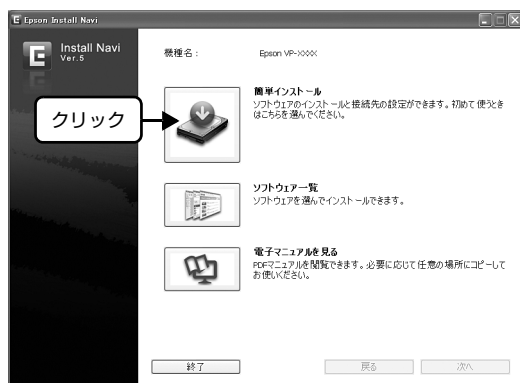 Epson Install Navi
Install Navi
Ver.5
機種名：
Epson VP-XXXX
簡単インストール
ソフトウェアのインストールと接続先の設定ができます。初めて使うとき
はこちらを選んでください。
クリック
ソフトウェア一覧
ソフトウェアを選んでインストールできます。
電子マニュアルを見る
PDFマニュアルを閲覧できます。必要に応じて任意の場所にコピーして
お使いください。
終了
戻る
次へ